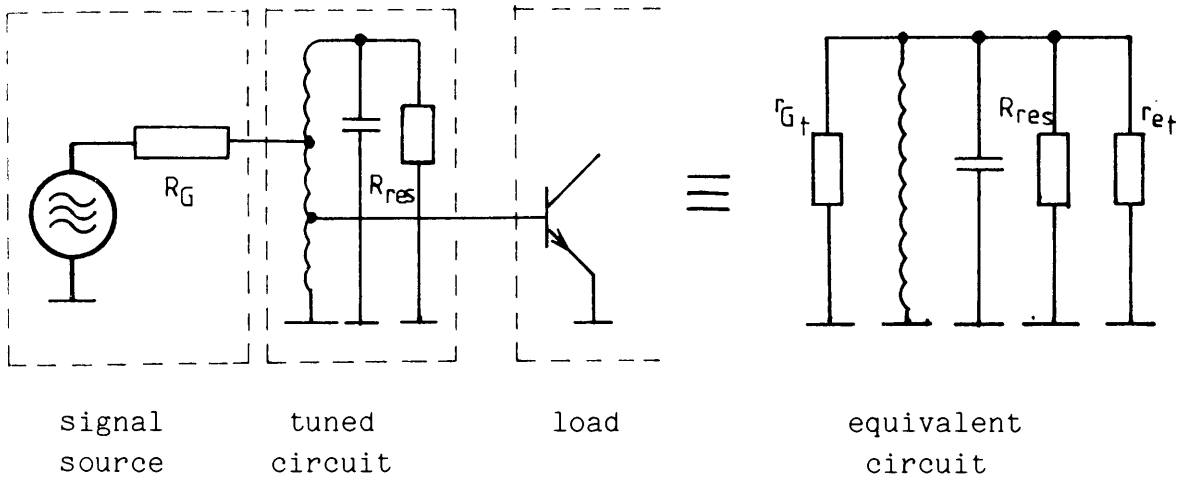 R_G
R_res
r_Gt
R_res
r_et
signal tuned load equivalent
source circuit circuit